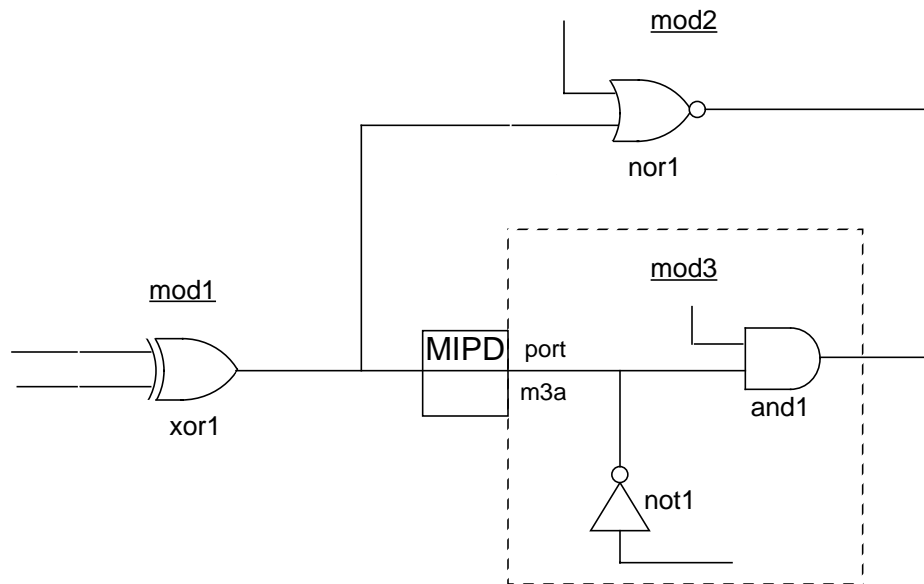 mod2
nor1
mod3
mod1
MIPD
port
m3a
and1
xor1
not1